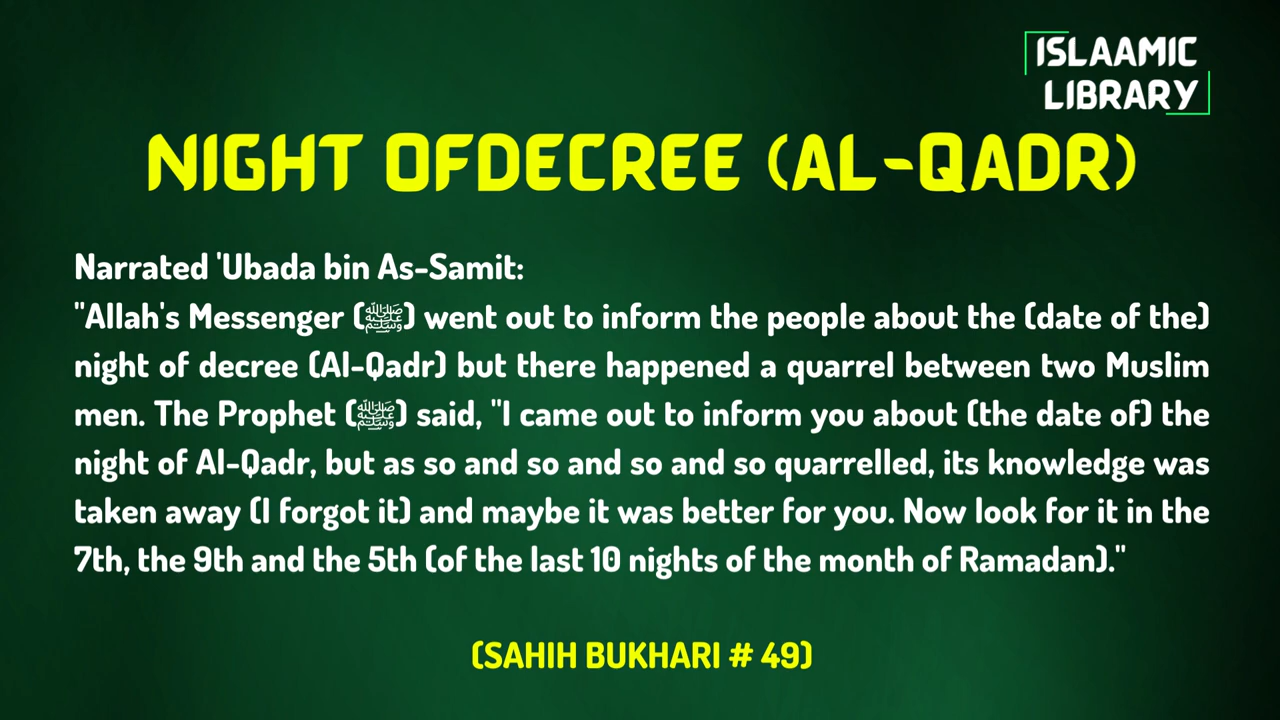 ISLAAMIC
LIBRARY
NIGHT OFDECREE (AL-QADR)
Narrated 'Ubada bin As-Samit:
"Allah's Messenger (ﷺ) went out to inform the people about the (date of the)
night of decree (Al-Qadr) but there happened a quarrel between two Muslim
men. The Prophet (ﷺ) said, "I came out to inform you about (the date of) the
night of Al-Qadr, but as so and so and so and so quarrelled, its knowledge was
taken away (I forgot it) and maybe it was better for you. Now look for it in the
7th, the 9th and the 5th (of the last 10 nights of the month of Ramadan)."
(SAHIH BUKHARI # 49)